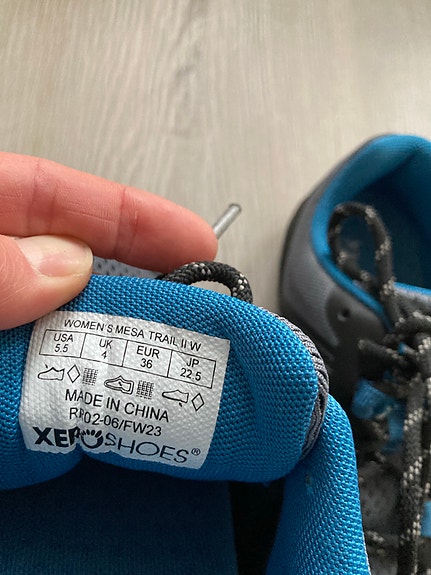 WOMEN'S MESA TRAIL II W
USA UK EUR JP
5.5 4 36 22.5
MADE IN CHINA
RP02-06/FW23
XEROSHOES®